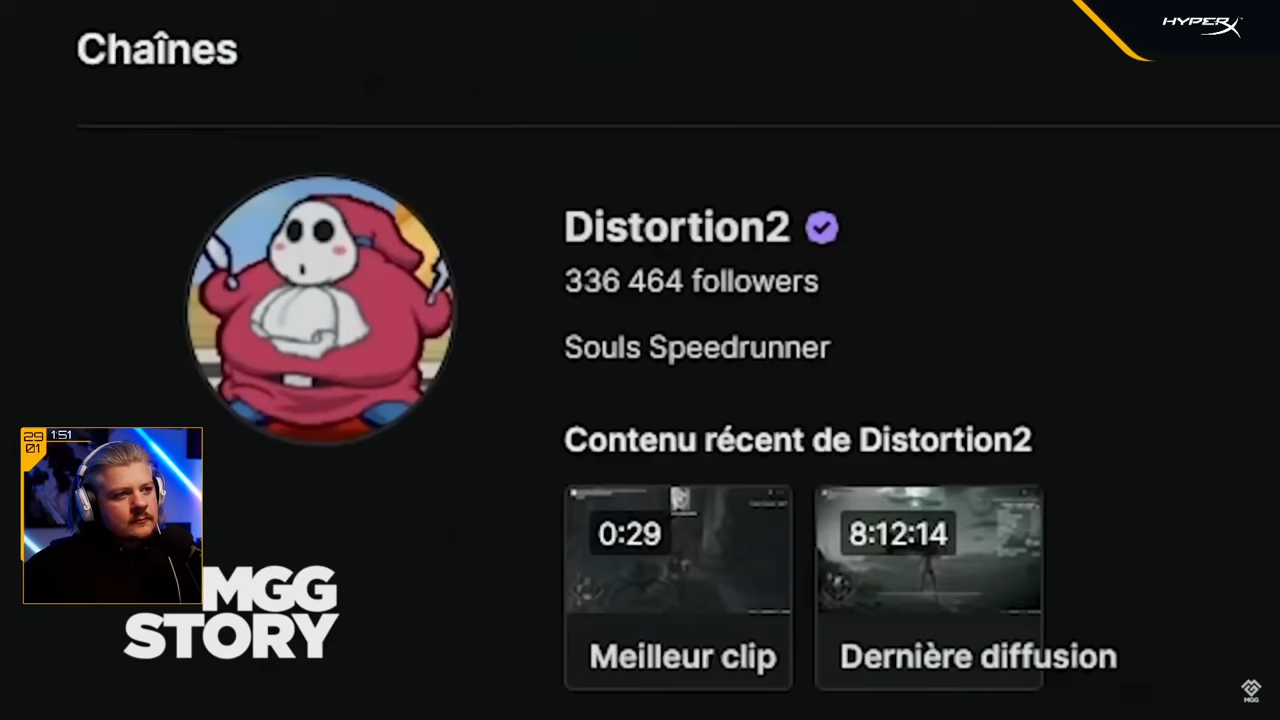 Chaînes
HYPERX
Distortion2
336 464 followers
Souls Speedrunner
Contenu récent de Distortion2
0:29
8:12:14
Meilleur clip
Dernière diffusion
29
01
1:51
MGG
STORY
MGG